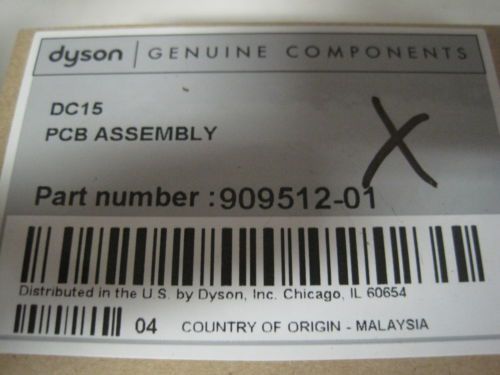 dyson | GENUINE COMPONENTS
DC15
PCB ASSEMBLY
X
Part number : 909512-01
Distributed in the U.S. by Dyson, Inc. Chicago, IL 60654
04 COUNTRY OF ORIGIN - MALAYSIA